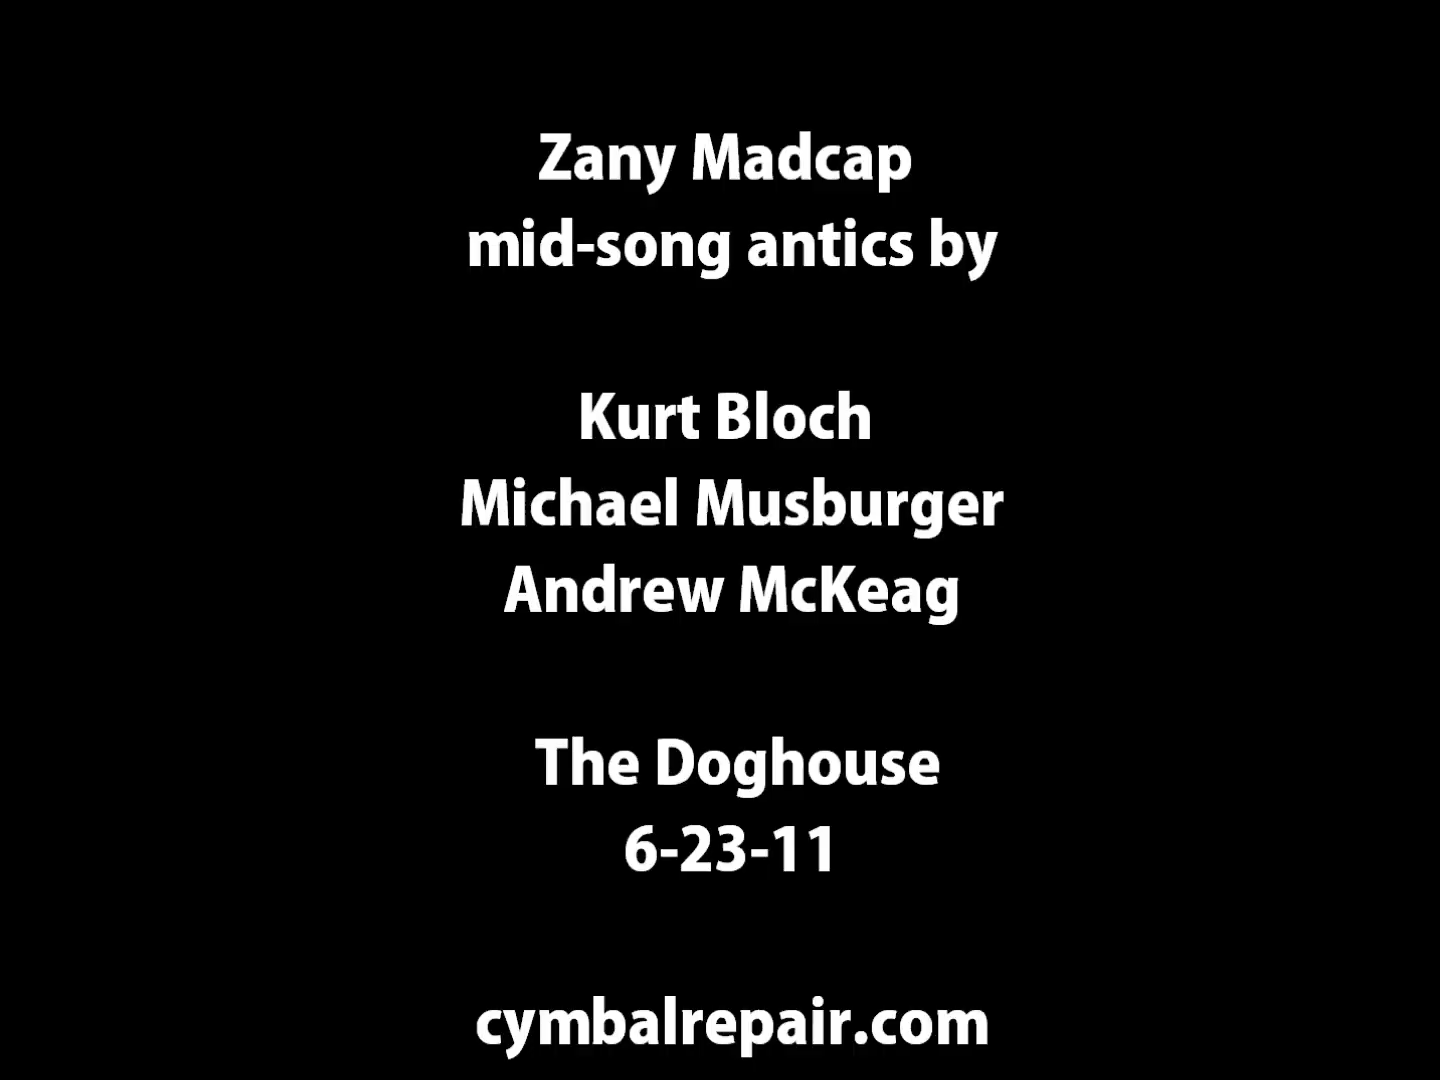 Zany Madcap
mid-song antics by
Kurt Bloch
Michael Musburger
Andrew McKeag
The Doghouse
6-23-11
cymbalrepair.com